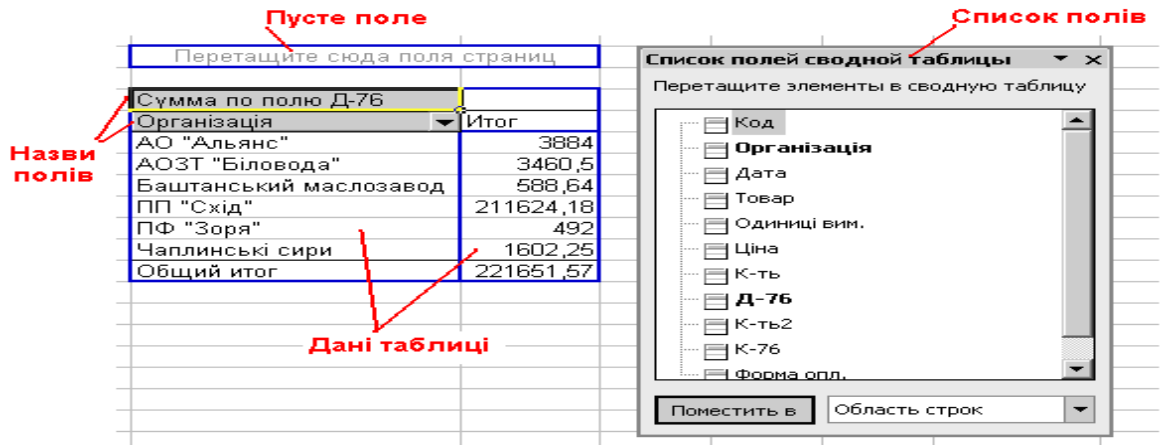 Пусте поле
Список полів
Перетащите сюда поля страниц
Сумма по полю Д-76
Організація Итог
АО "Альянс" 3884
АОЗТ "Біловода" 3460,5
Баштанський маслозавод 588,64
ПП "Схід" 211624,18
ПФ "Зоря" 492
Чаплинські сири 1602,25
Общий итог 221651,57
Назви
полів
Дані таблиці
Список полей сводной таблицы
Перетащите элементы в сводную таблицу
Код
Організація
Дата
Товар
Одиниці вим.
Ціна
К-ть
Д-76
К-ть2
К-76
Форма опл.
Поместить в Область строк